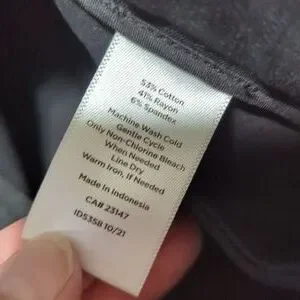 53% Cotton
41% Rayon
6% Spandex
Machine Wash Cold
Gentle Cycle
Only Non-Chlorine Bleach
When Needed
Line Dry
Warm Iron, If Needed
Made in Indonesia
CA# 23147
ID535B 10/21